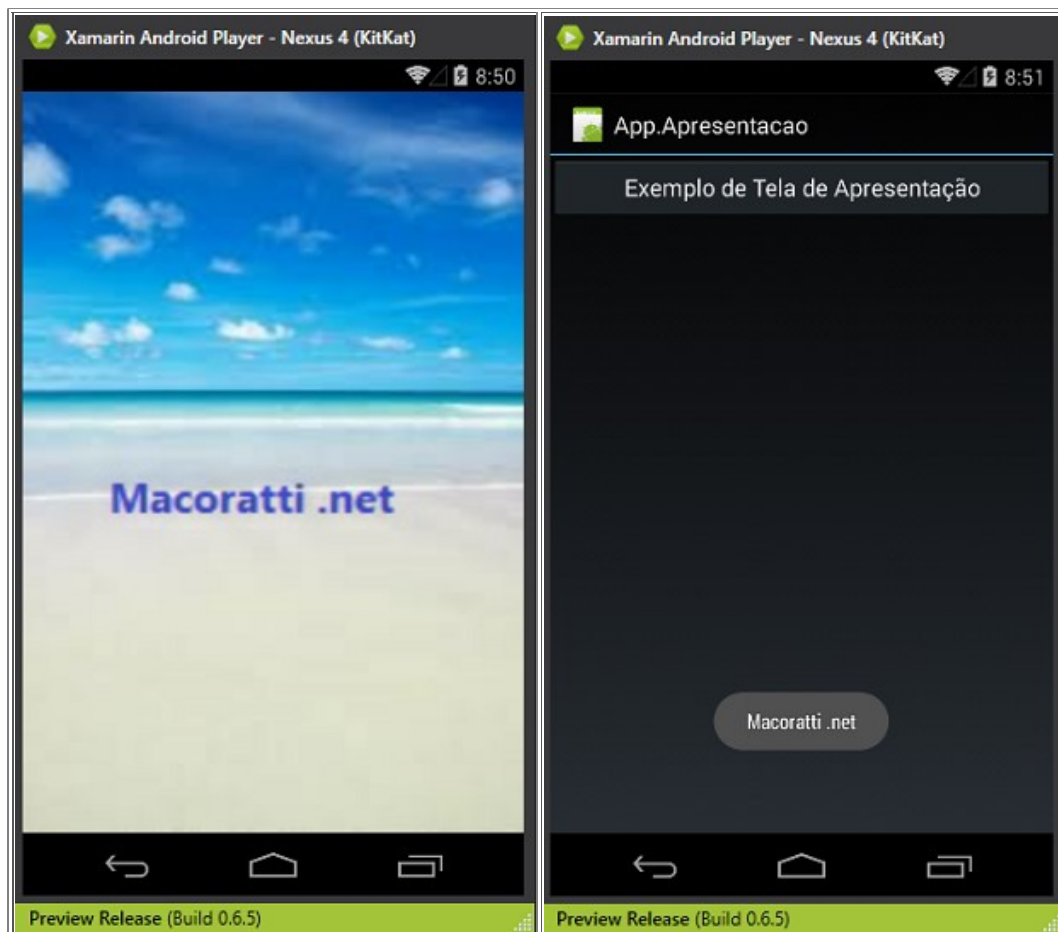 Xamarin Android Player - Nexus 4 (KitKat)
8:50
Macoratti .net
Preview Release (Build 0.6.5)
Xamarin Android Player - Nexus 4 (KitKat)
8:51
App.Apresentacao
Exemplo de Tela de Apresentação
Macoratti .net
Preview Release (Build 0.6.5)